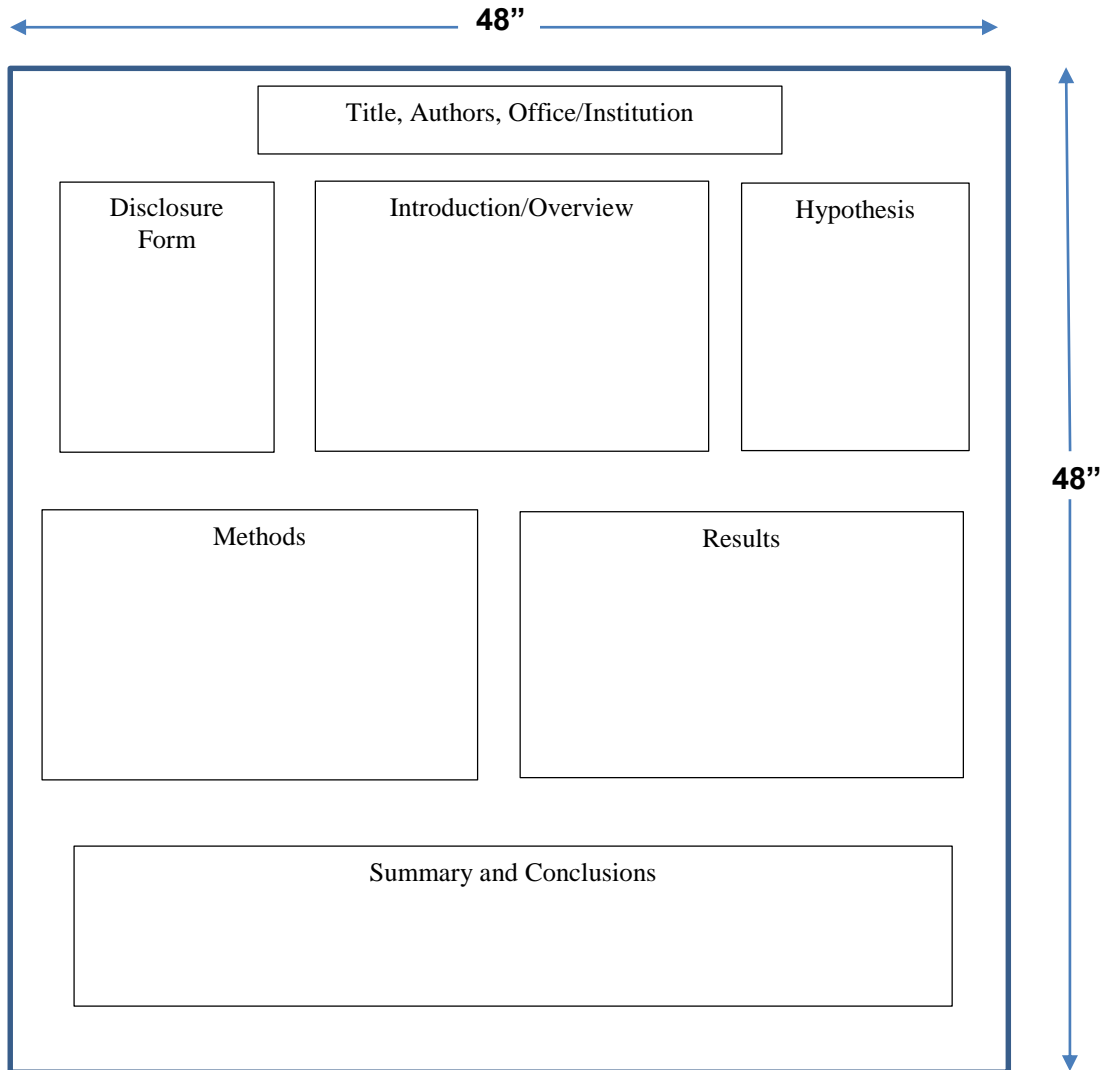 48”
Title, Authors, Office/Institution
Disclosure
Form
Introduction/Overview
Hypothesis
48”
Methods
Results
Summary and Conclusions